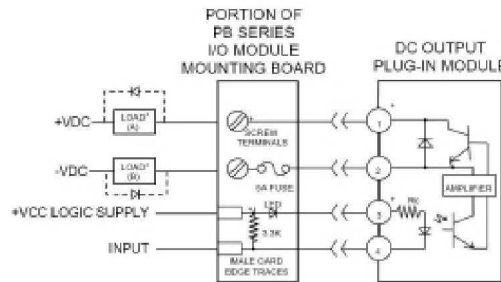 PORTION OF
PB SERIES
I/O MODULE
MOUNTING BOARD
DC OUTPUT
PLUG-IN MODULE
+VDC
LOAD*
(A)
+
SCREW
TERMINALS
1
+
-VDC
LOAD*
(B)
5A FUSE
2
AMPLIFIER
+VCC LOGIC SUPPLY
LED
3
+
3.3K
INPUT
4
MALE CARD
EDGE TRACES